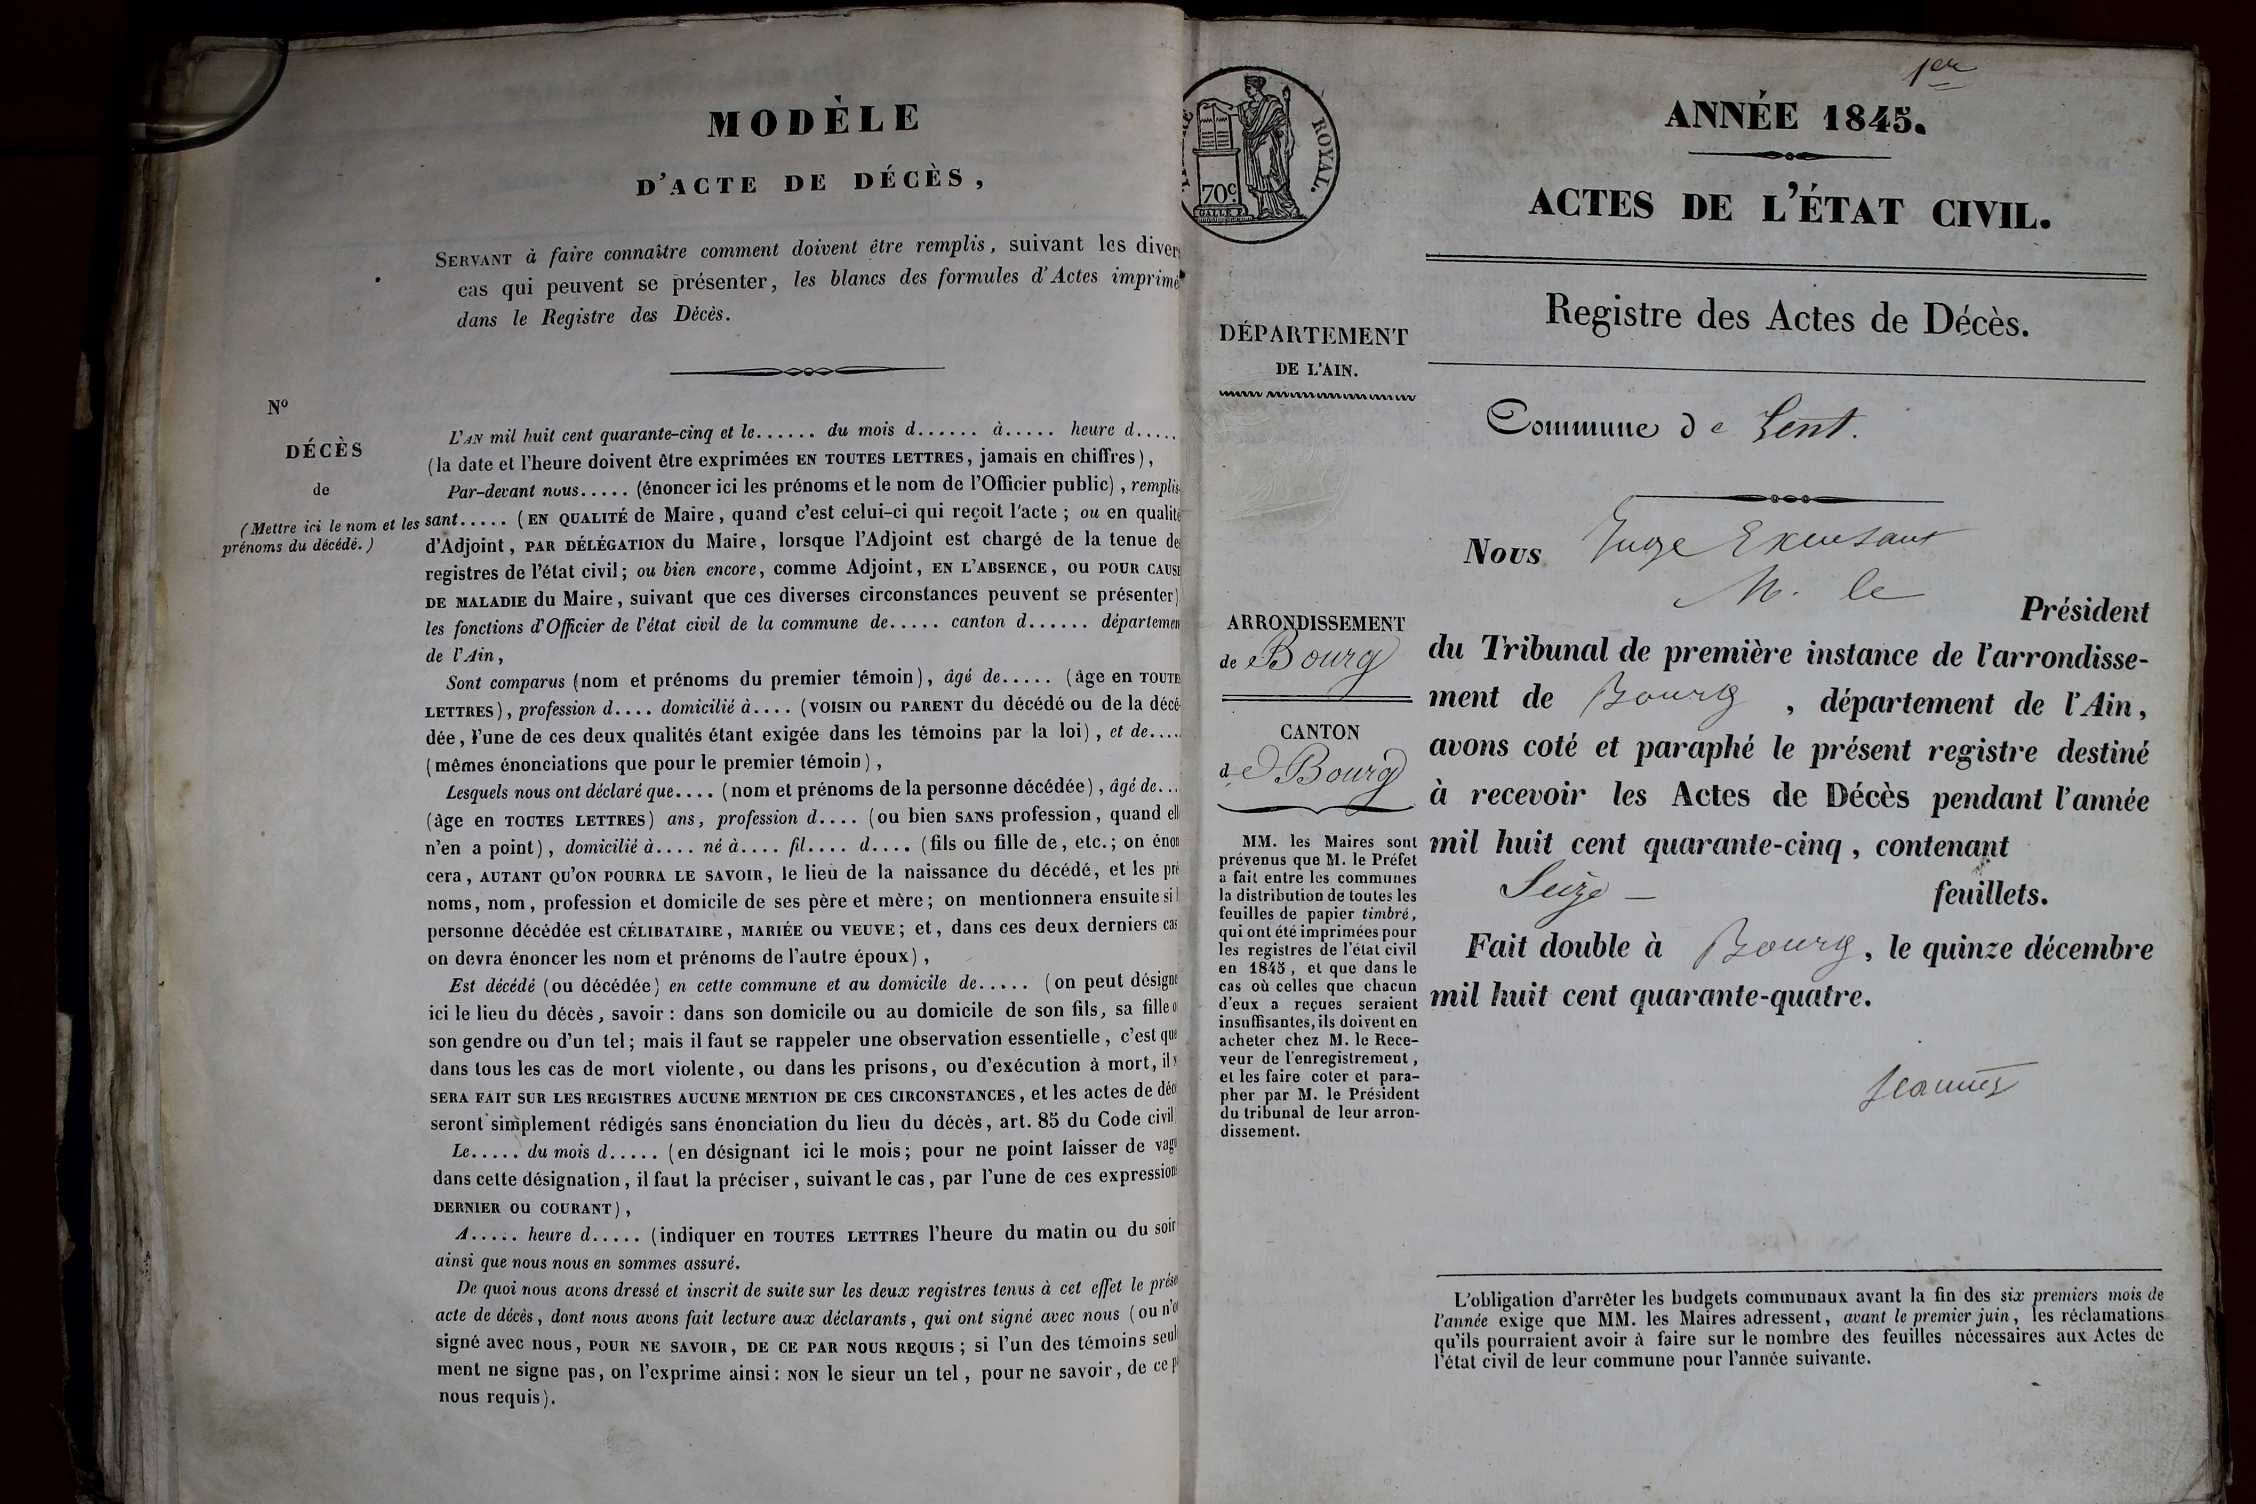 MODÈLE
D'ACTE DE DÉCÈS,
SERVANT à faire connaître comment doivent être remplis, suivant les divers
cas qui peuvent se présenter, les blancs des formules d'Actes imprimé
dans le Registre des Décès.
No
DÉCÈS
de
(Mettre ici le nom et les
prénoms du décédé.)
L'AN mil huit cent quarante-cinq et le...... du mois d...... à..... heure d.....
(la date et l'heure doivent être exprimées EN TOUTES LETTRES, jamais en chiffres),
Par-devant nous..... (énoncer ici les prénoms et le nom de l'Officier public), remplis-
sant..... (EN QUALITÉ de Maire, quand c'est celui-ci qui reçoit l'acte; ou en qualité
d'Adjoint, PAR DÉLÉGATION du Maire, lorsque l'Adjoint est chargé de la tenue de
registres de l'état civil; ou bien encore, comme Adjoint, EN L'ABSENCE, OU POUR CAUSE
DE MALADIE du Maire, suivant que ces diverses circonstances peuvent se présenter)
les fonctions d'Officier de l'état civil de la commune de..... canton d...... départemen
de l'Ain,
Sont comparus (nom et prénoms du premier témoin), âgé de..... (âge en TOUTE
LETTRES), profession d.... domicilié à.... (VOISIN OU PARENT du décédé ou de la décé-
dée, l'une de ces deux qualités étant exigée dans les témoins par la loi), et de....
(mêmes énonciations que pour le premier témoin),
Lesquels nous ont déclaré que.... (nom et prénoms de la personne décédée), âgé de...
(âge en TOUTES LETTRES) ans, profession d.... (ou bien SANS profession, quand ell
n'en a point), domicilié à.... né à.... fil.... d.... (fils ou fille de, etc.; on énon
cera, AUTANT QU'ON POURRA LE SAVOIR, le lieu de la naissance du décédé, et les pré
noms, nom, profession et domicile de ses père et mère; on mentionnera ensuite si l
personne décédée est CÉLIBATAIRE, MARIÉE OU VEUVE; et, dans ces deux derniers cas
on devra énoncer les nom et prénoms de l'autre époux),
Est décédé (ou décédée) en cette commune et au domicile de..... (on peut désigne
ici le lieu du décès, savoir: dans son domicile ou au domicile de son fils, sa fille o
son gendre ou d'un tel; mais il faut se rappeler une observation essentielle, c'est que
dans tous les cas de mort violente, ou dans les prisons, ou d'exécution à mort, il
SERA FAIT SUR LES REGISTRES AUCUNE MENTION DE CES CIRCONSTANCES, et les actes de déc
seront simplement rédigés sans énonciation du lieu du décès, art. 85 du Code civil
Le..... du mois d..... (en désignant ici le mois; pour ne point laisser de vagu
dans cette désignation, il faut la préciser, suivant le cas, par l'une de ces expression
DERNIER OU COURANT),
A..... heure d..... (indiquer en TOUTES LETTRES l'heure du matin ou du soir
ainsi que nous nous en sommes assuré.
De quoi nous avons dressé et inscrit de suite sur les deux registres tenus à cet effet le prése
acte de décès, dont nous avons fait lecture aux déclarants, qui ont signé avec nous (ou n'o
signé avec nous, POUR NE SAVOIR, DE CE PAR NOUS REQUIS; si l'un des témoins seul
ment ne signe pas, on l'exprime ainsi: NON le sieur un tel, pour ne savoir, de ce p
nous requis).
ROYAL.
70c.
GALLE F.
1er
ANNÉE 1845.
ACTES DE L'ÉTAT CIVIL.
Registre des Actes de Décès.
DÉPARTEMENT
DE L'AIN.
ARRONDISSEMENT
de Bourg
CANTON
de Bourg
MM. les Maires sont
prévenus que M. le Préfet
a fait entre les communes
la distribution de toutes les
feuilles de papier timbré,
qui ont été imprimées pour
les registres de l'état civil
en 1845, et que dans le
cas où celles que chacun
d'eux a reçues seraient
insuffisantes, ils doivent en
acheter chez M. le Rece-
veur de l'enregistrement,
et les faire coter et para-
pher par M. le Président
du tribunal de leur arron-
dissement.
Commune de Lent.
Nous Juge
M. le
Président
du Tribunal de première instance de l'arrondisse-
ment de Bourg, département de l'Ain,
avons coté et paraphé le présent registre destiné
à recevoir les Actes de Décès pendant l'année
mil huit cent quarante-cinq, contenant
Seize — feuillets.
Fait double à Bourg, le quinze décembre
mil huit cent quarante-quatre.
L'obligation d'arrêter les budgets communaux avant la fin des six premiers mois de
l'année exige que MM. les Maires adressent, avant le premier juin, les réclamations
qu'ils pourraient avoir à faire sur le nombre des feuilles nécessaires aux Actes de
l'état civil de leur commune pour l'année suivante.